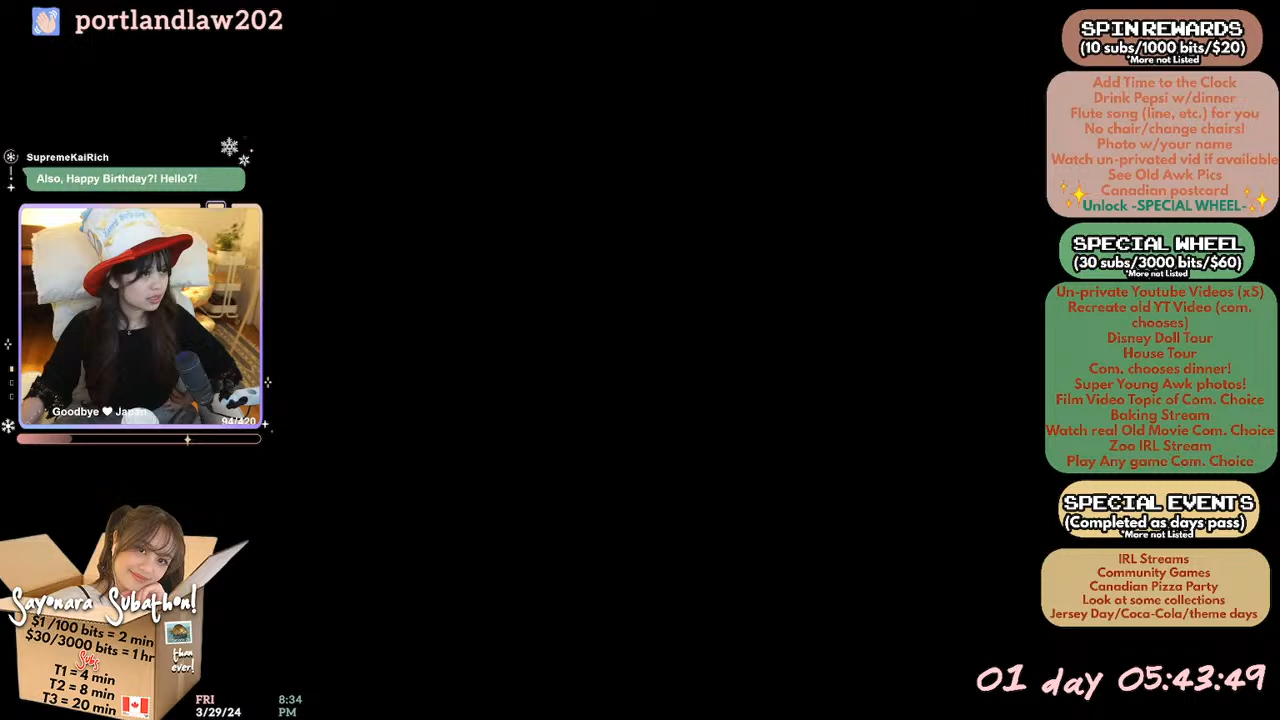 portlandlaw202
SupremeKaiRich
Also, Happy Birthday?! Hello?!
Goodbye ♥ Japan
94/420
Sayonara Subathon!
$1/100 bits = 2 min
$30/3000 bits = 1 hr
Subs
T1 = 4 min
T2 = 8 min
T3 = 20 min
than
ever!
FRI
3/29/24
8:34
PM
SPIN REWARDS
(10 subs/1000 bits/$20)
*More not Listed
Add Time to the Clock
Drink Pepsi w/dinner
Flute song (line, etc.) for you
No chair/change chairs!
Photo w/your name
Watch un-privated vid if available
See Old Awk Pics
Canadian postcard
Unlock -SPECIAL WHEEL-
SPECIAL WHEEL
(30 subs/3000 bits/$60)
*More not Listed
Un-private Youtube Videos (x5)
Recreate old YT Video (com.
chooses)
Disney Doll Tour
House Tour
Com. chooses dinner!
Super Young Awk photos!
Film Video Topic of Com. Choice
Baking Stream
Watch real Old Movie Com. Choice
Zoo IRL Stream
Play Any game Com. Choice
SPECIAL EVENTS
(Completed as days pass)
*More not Listed
IRL Streams
Community Games
Canadian Pizza Party
Look at some collections
Jersey Day/Coca-Cola/theme days
01 day 05:43:49